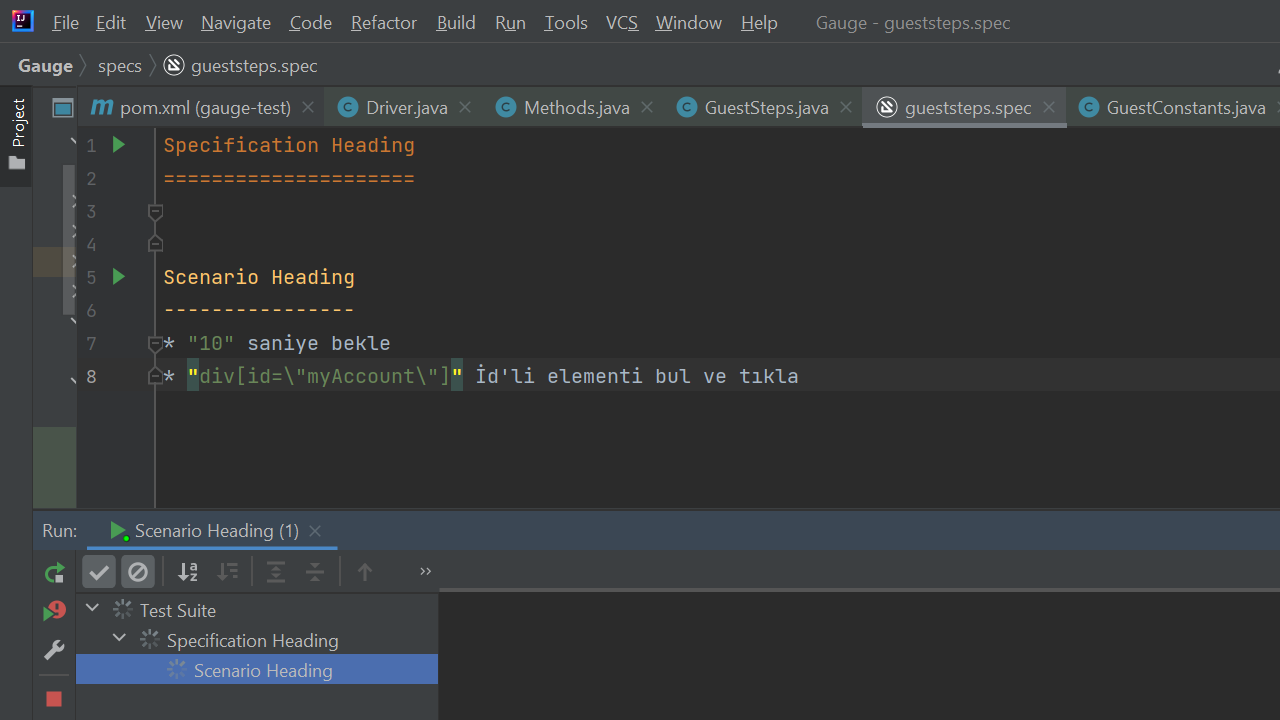 File Edit View Navigate Code Refactor Build Run Tools VCS Window Help Gauge - gueststeps.spec
Gauge specs gueststeps.spec
Project
pom.xml (gauge-test) Driver.java Methods.java GuestSteps.java gueststeps.spec GuestConstants.java
1 Specification Heading
2 =====================
3
4
5 Scenario Heading
6 ----------------
7 * "10" saniye bekle
8 * "div[id=\"myAccount\"]" İd'li elementi bul ve tıkla
Run: Scenario Heading (1)
Test Suite
Specification Heading
Scenario Heading